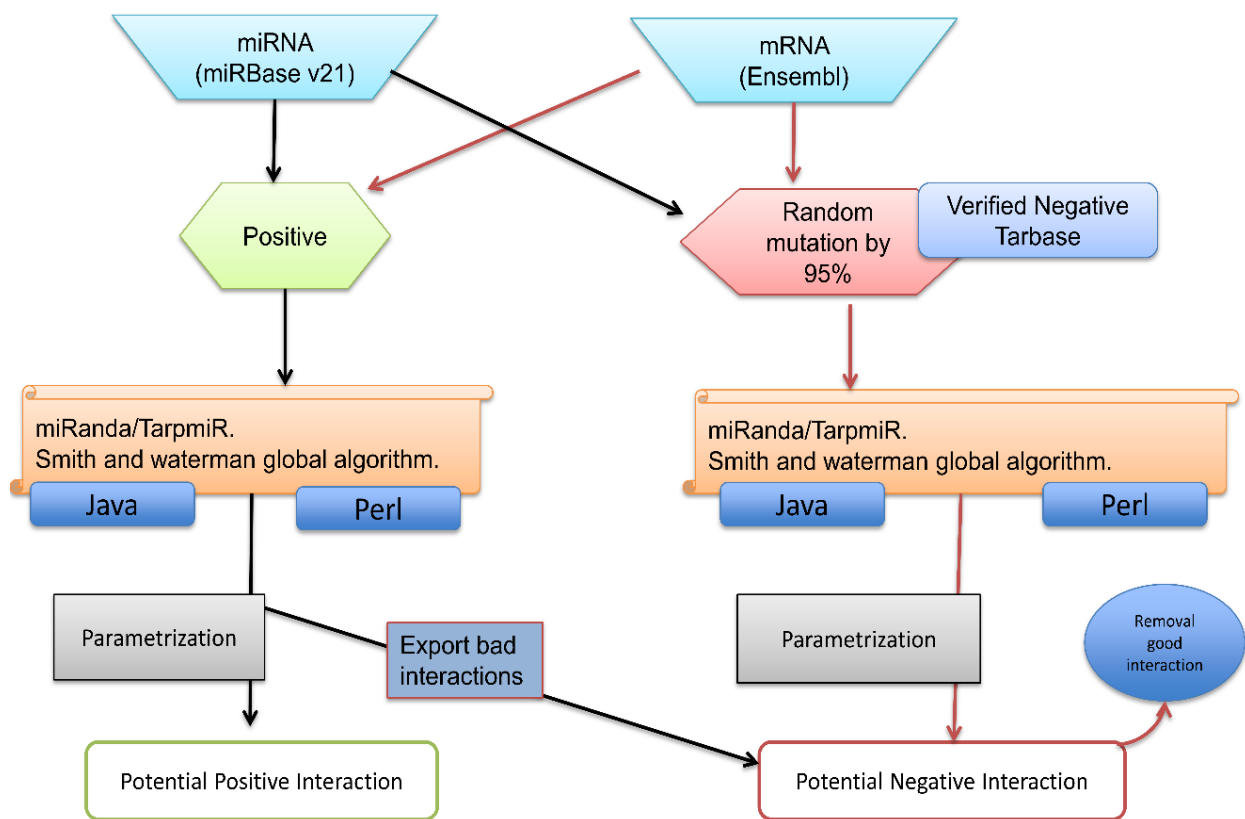 miRNA
(miRBase v21)
mRNA
(Ensembl)
Positive
Random
mutation by
95%
Verified Negative
Tarbase
miRanda/TarpmiR.
Smith and waterman global algorithm.
Java
Perl
miRanda/TarpmiR.
Smith and waterman global algorithm.
Java
Perl
Parametrization
Export bad
interactions
Parametrization
Removal
good
interaction
Potential Positive Interaction
Potential Negative Interaction